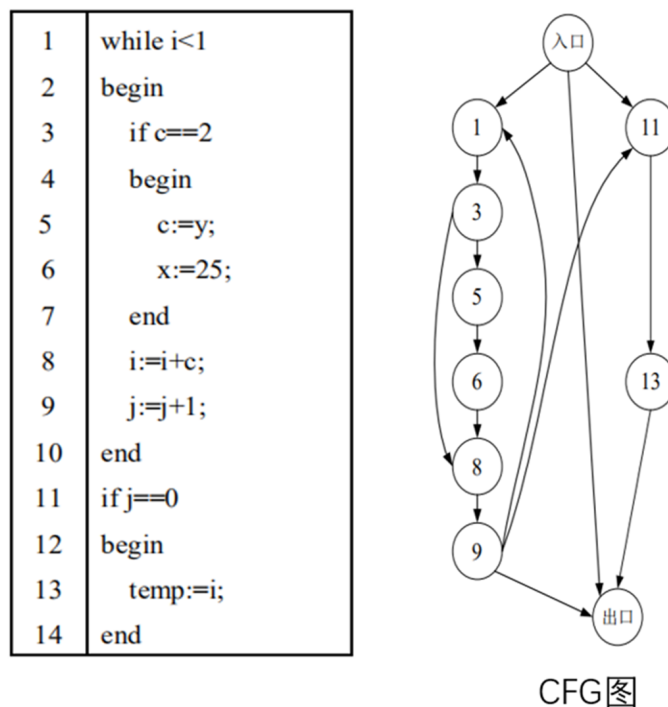 1 while i<1
2 begin
3 if c==2
4 begin
5 c:=y;
6 x:=25;
7 end
8 i:=i+c;
9 j:=j+1;
10 end
11 if j==0
12 begin
13 temp:=i;
14 end
入口
1
11
3
5
6
13
8
9
出口
CFG图